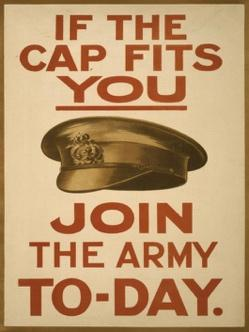 IF THE
CAP FITS
YOU
JOIN
THE ARMY
TO-DAY.